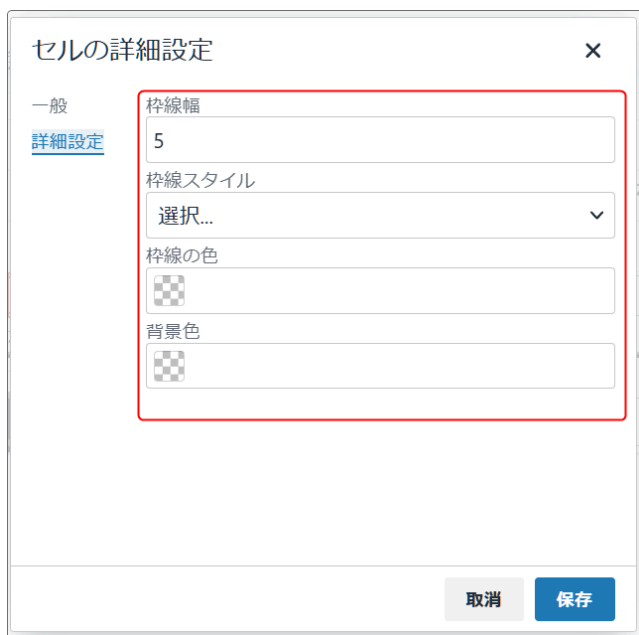 セルの詳細設定
一般
詳細設定
枠線幅
5
枠線スタイル
選択...
枠線の色
背景色
取消
保存